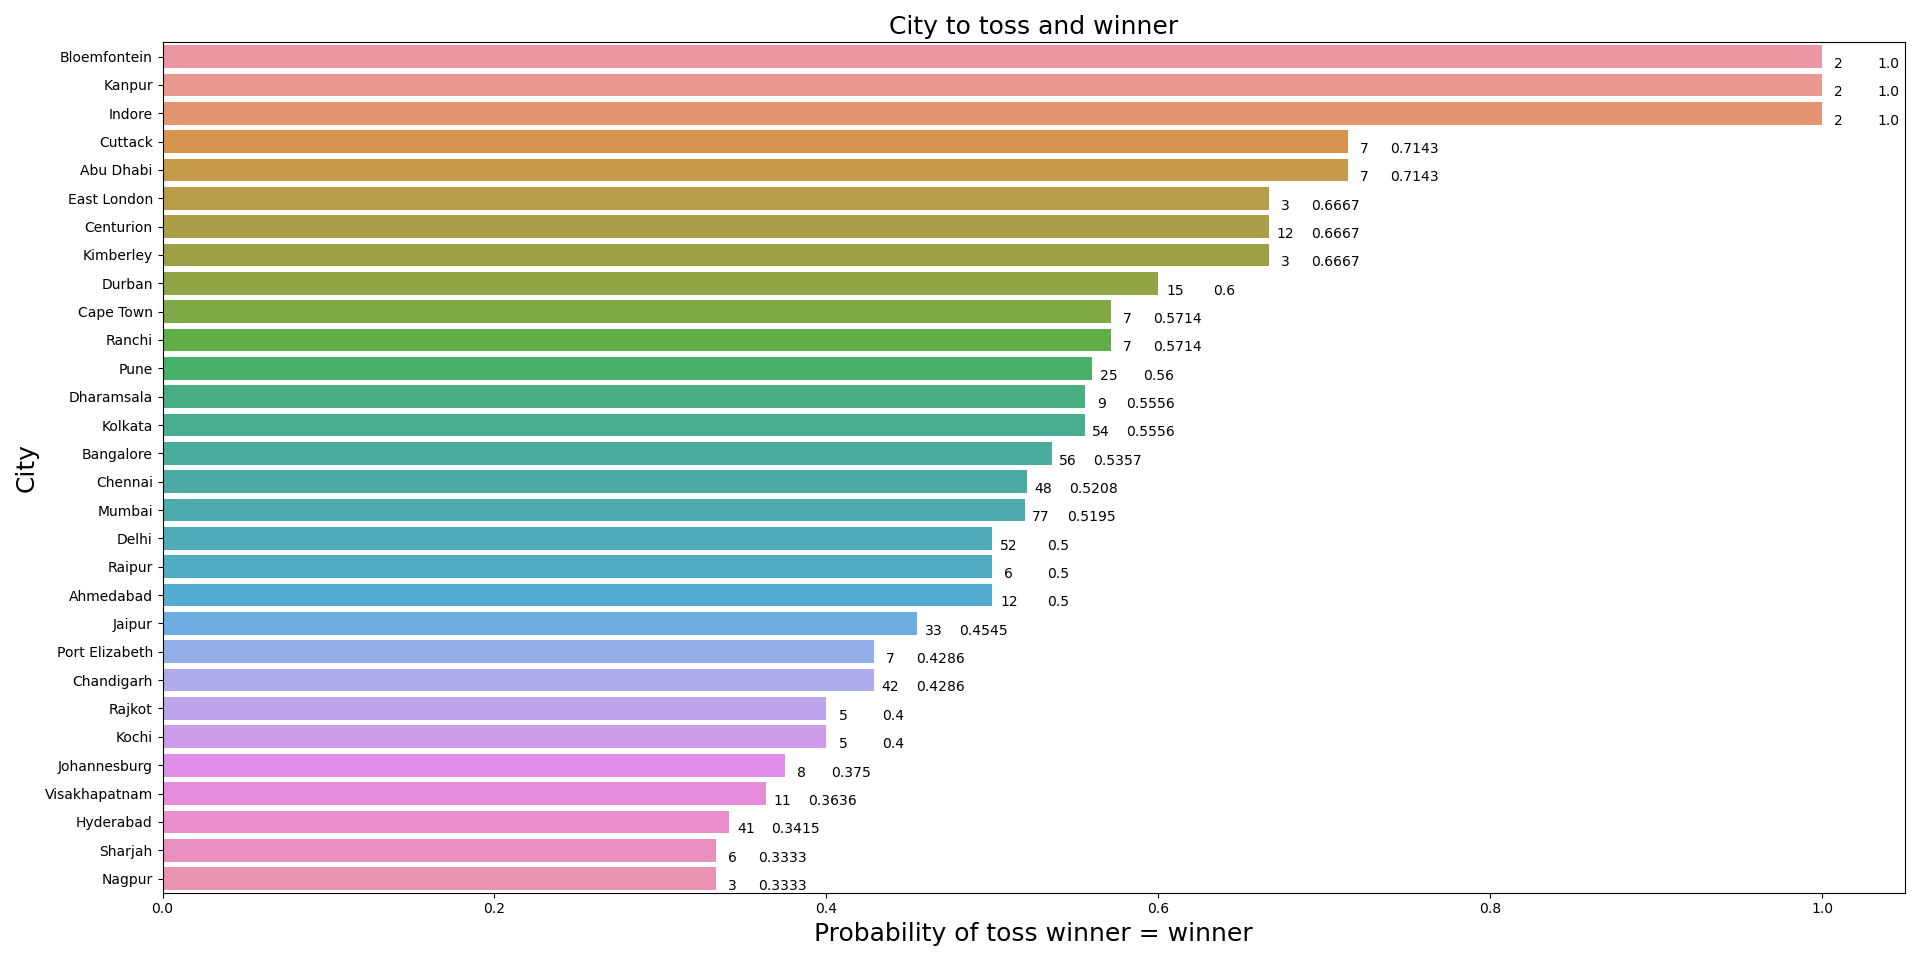 City to toss and winner
City
Bloemfontein 2 1.0
Kanpur 2 1.0
Indore 2 1.0
Cuttack 7 0.7143
Abu Dhabi 7 0.7143
East London 3 0.6667
Centurion 12 0.6667
Kimberley 3 0.6667
Durban 15 0.6
Cape Town 7 0.5714
Ranchi 7 0.5714
Pune 25 0.56
Dharamsala 9 0.5556
Kolkata 54 0.5556
Bangalore 56 0.5357
Chennai 48 0.5208
Mumbai 77 0.5195
Delhi 52 0.5
Raipur 6 0.5
Ahmedabad 12 0.5
Jaipur 33 0.4545
Port Elizabeth 7 0.4286
Chandigarh 42 0.4286
Rajkot 5 0.4
Kochi 5 0.4
Johannesburg 8 0.375
Visakhapatnam 11 0.3636
Hyderabad 41 0.3415
Sharjah 6 0.3333
Nagpur 3 0.3333
0.0 0.2 0.4 0.6 0.8 1.0
Probability of toss winner = winner